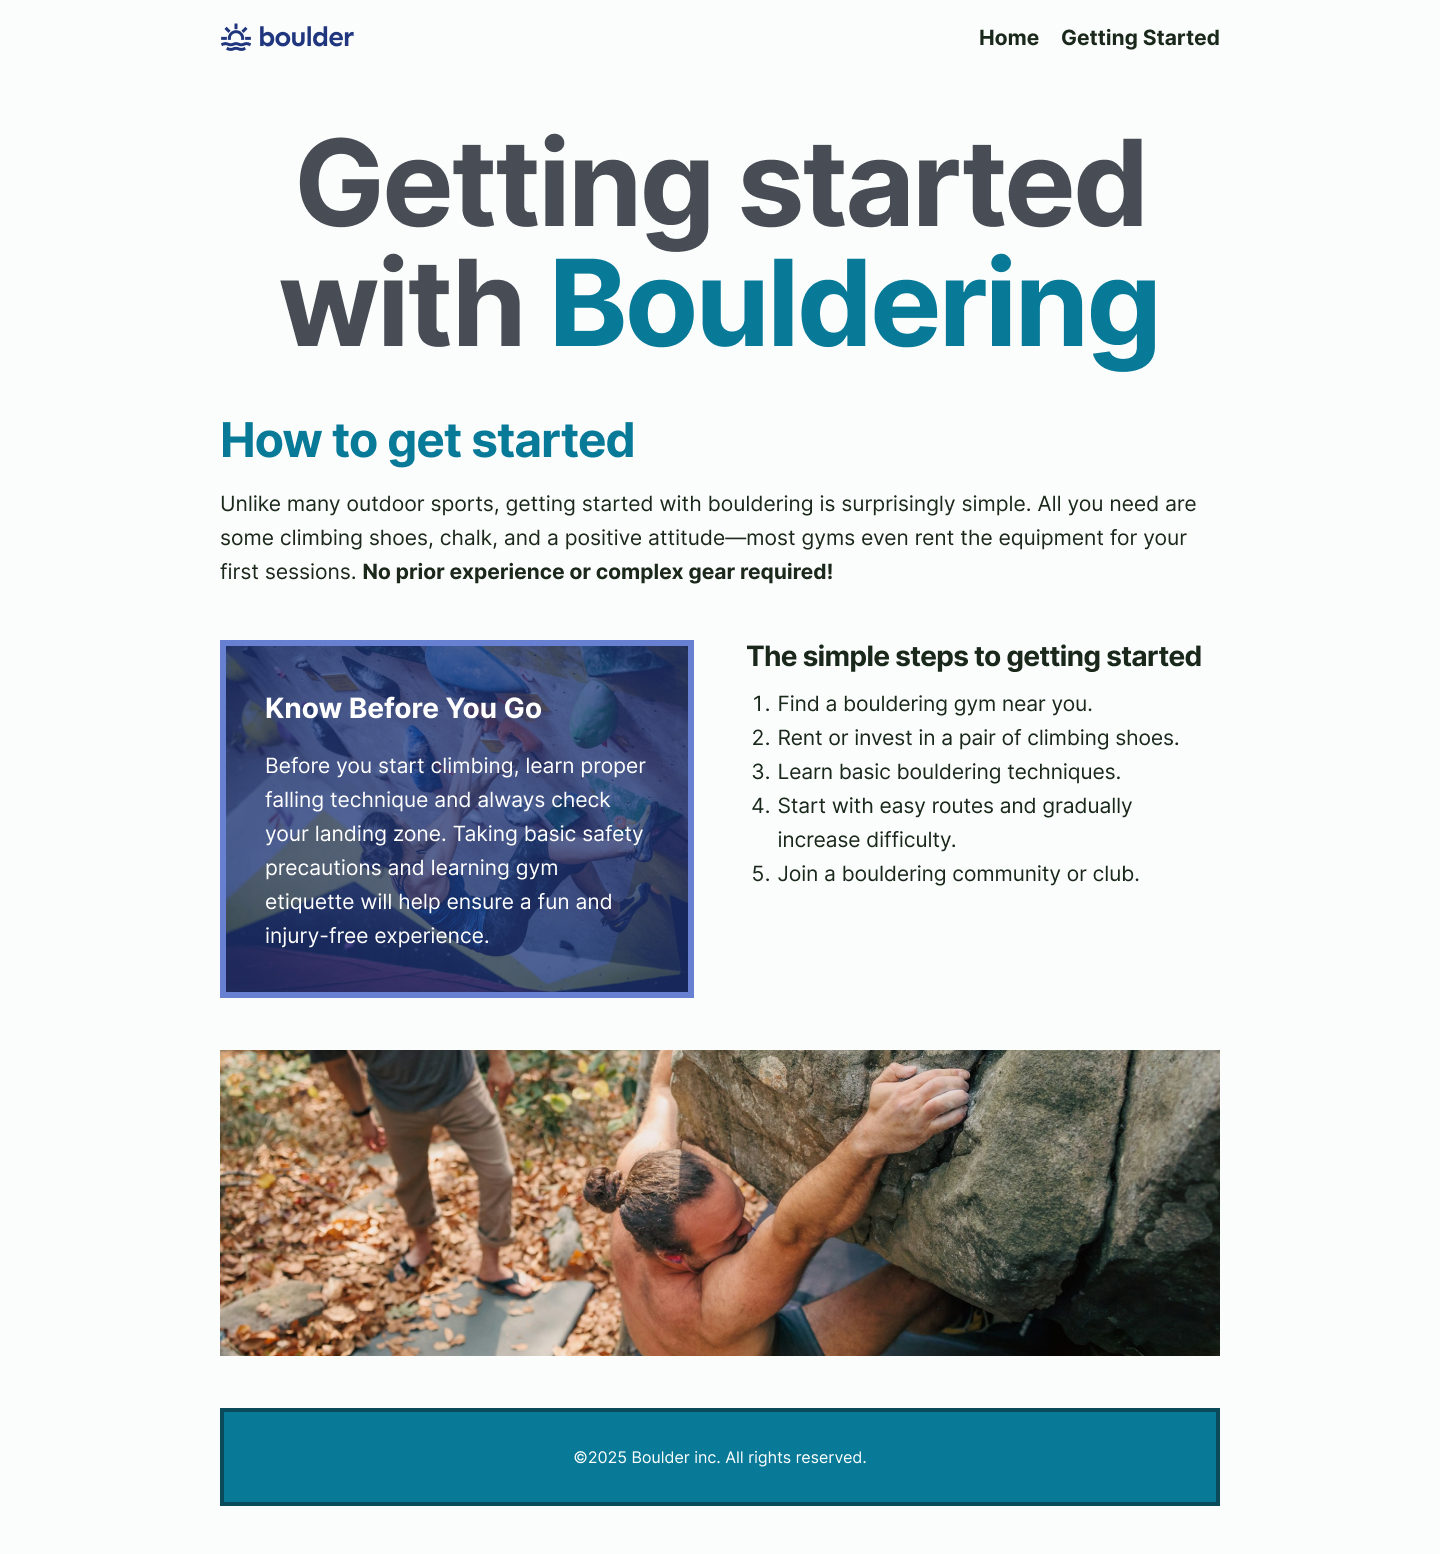 boulder
Home Getting Started
Getting started
with Bouldering
How to get started
Unlike many outdoor sports, getting started with bouldering is surprisingly simple. All you need are
some climbing shoes, chalk, and a positive attitude—most gyms even rent the equipment for your
first sessions. No prior experience or complex gear required!
Know Before You Go
Before you start climbing, learn proper
falling technique and always check
your landing zone. Taking basic safety
precautions and learning gym
etiquette will help ensure a fun and
injury-free experience.
The simple steps to getting started
1. Find a bouldering gym near you.
2. Rent or invest in a pair of climbing shoes.
3. Learn basic bouldering techniques.
4. Start with easy routes and gradually
increase difficulty.
5. Join a bouldering community or club.
©2025 Boulder inc. All rights reserved.